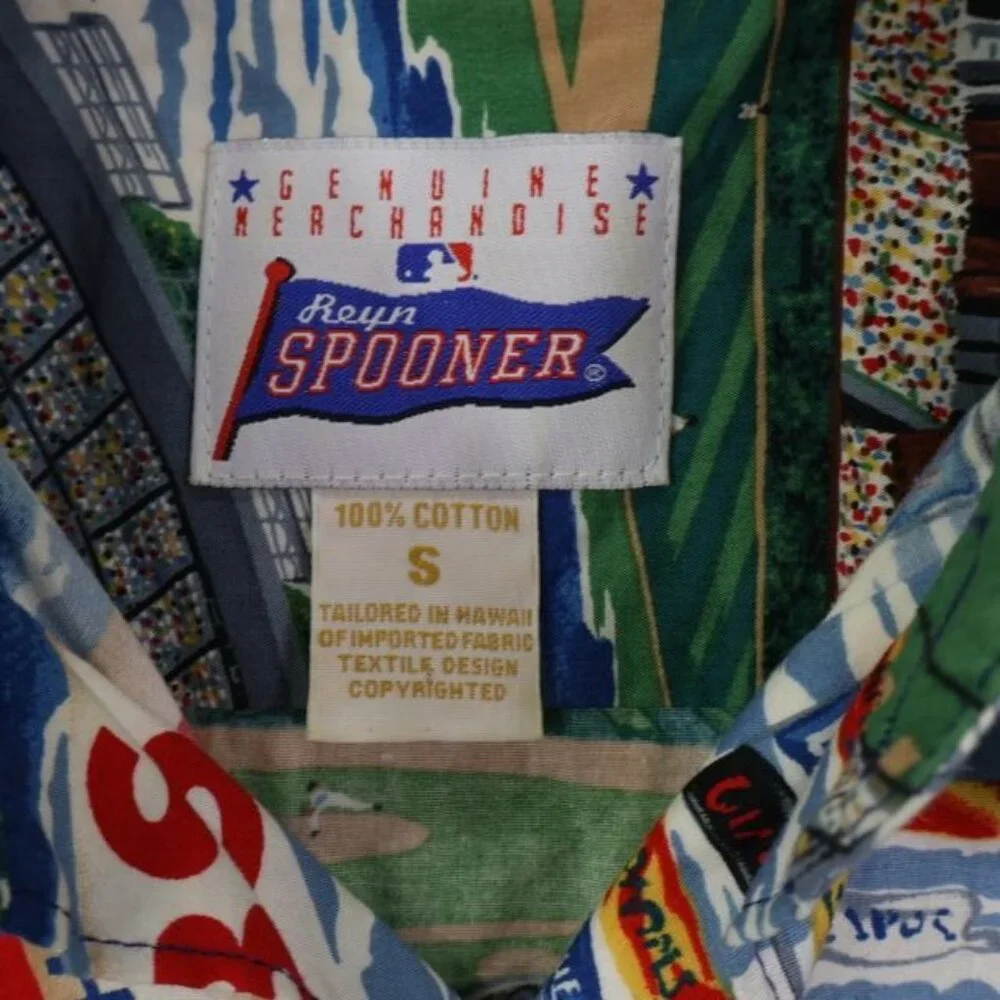 GENUINE
MERCHANDISE
Reyn
SPOONER®
100% COTTON
S
TAILORED IN HAWAII
OF IMPORTED FABRIC
TEXTILE DESIGN
COPYRIGHTED